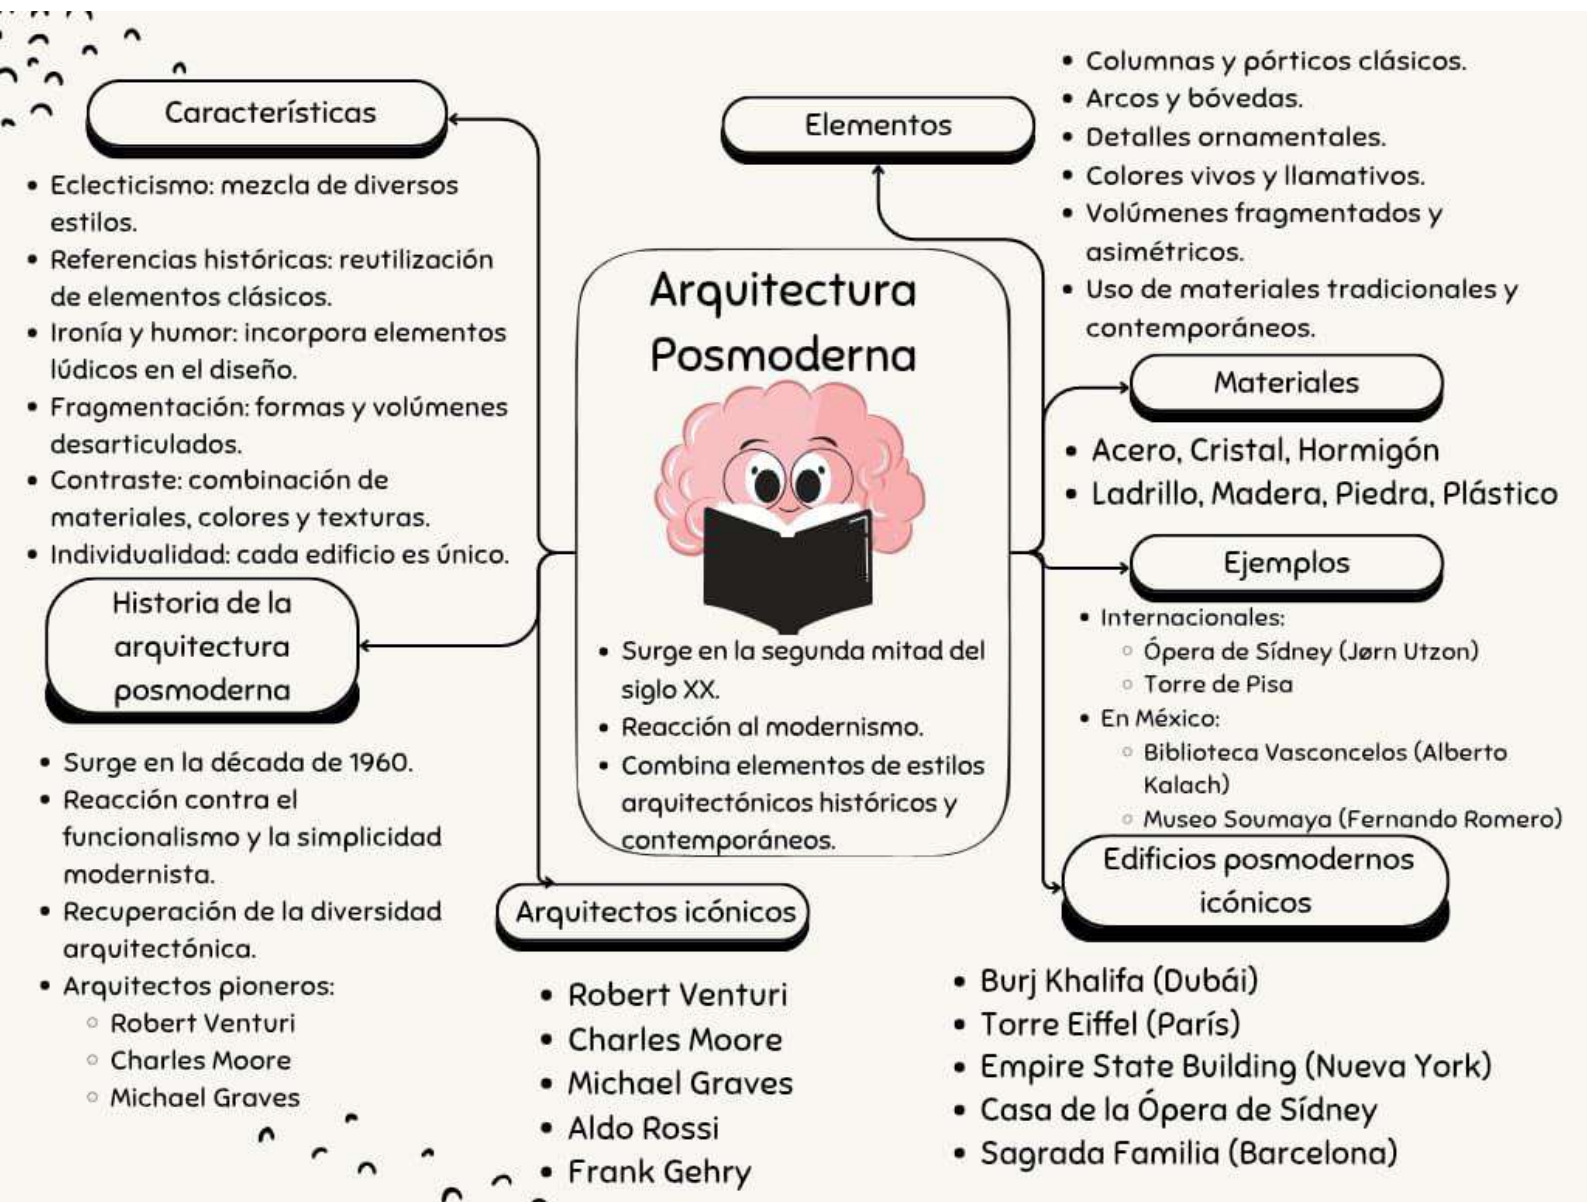 Arquitectura
Posmoderna
• Surge en la segunda mitad del
siglo XX.
• Reacción al modernismo.
• Combina elementos de estilos
arquitectónicos históricos y
contemporáneos.
Características
• Eclecticismo: mezcla de diversos
estilos.
• Referencias históricas: reutilización
de elementos clásicos.
• Ironía y humor: incorpora elementos
lúdicos en el diseño.
• Fragmentación: formas y volúmenes
desarticulados.
• Contraste: combinación de
materiales, colores y texturas.
• Individualidad: cada edificio es único.
Historia de la
arquitectura
posmoderna
• Surge en la década de 1960.
• Reacción contra el
funcionalismo y la simplicidad
modernista.
• Recuperación de la diversidad
arquitectónica.
• Arquitectos pioneros:
◦ Robert Venturi
◦ Charles Moore
◦ Michael Graves
Arquitectos icónicos
• Robert Venturi
• Charles Moore
• Michael Graves
• Aldo Rossi
• Frank Gehry
Elementos
• Columnas y pórticos clásicos.
• Arcos y bóvedas.
• Detalles ornamentales.
• Colores vivos y llamativos.
• Volúmenes fragmentados y
asimétricos.
• Uso de materiales tradicionales y
contemporáneos.
Materiales
• Acero, Cristal, Hormigón
• Ladrillo, Madera, Piedra, Plástico
Ejemplos
• Internacionales:
◦ Ópera de Sídney (Jørn Utzon)
◦ Torre de Pisa
• En México:
◦ Biblioteca Vasconcelos (Alberto
Kalach)
◦ Museo Soumaya (Fernando Romero)
Edificios posmodernos
icónicos
• Burj Khalifa (Dubái)
• Torre Eiffel (París)
• Empire State Building (Nueva York)
• Casa de la Ópera de Sídney
• Sagrada Familia (Barcelona)